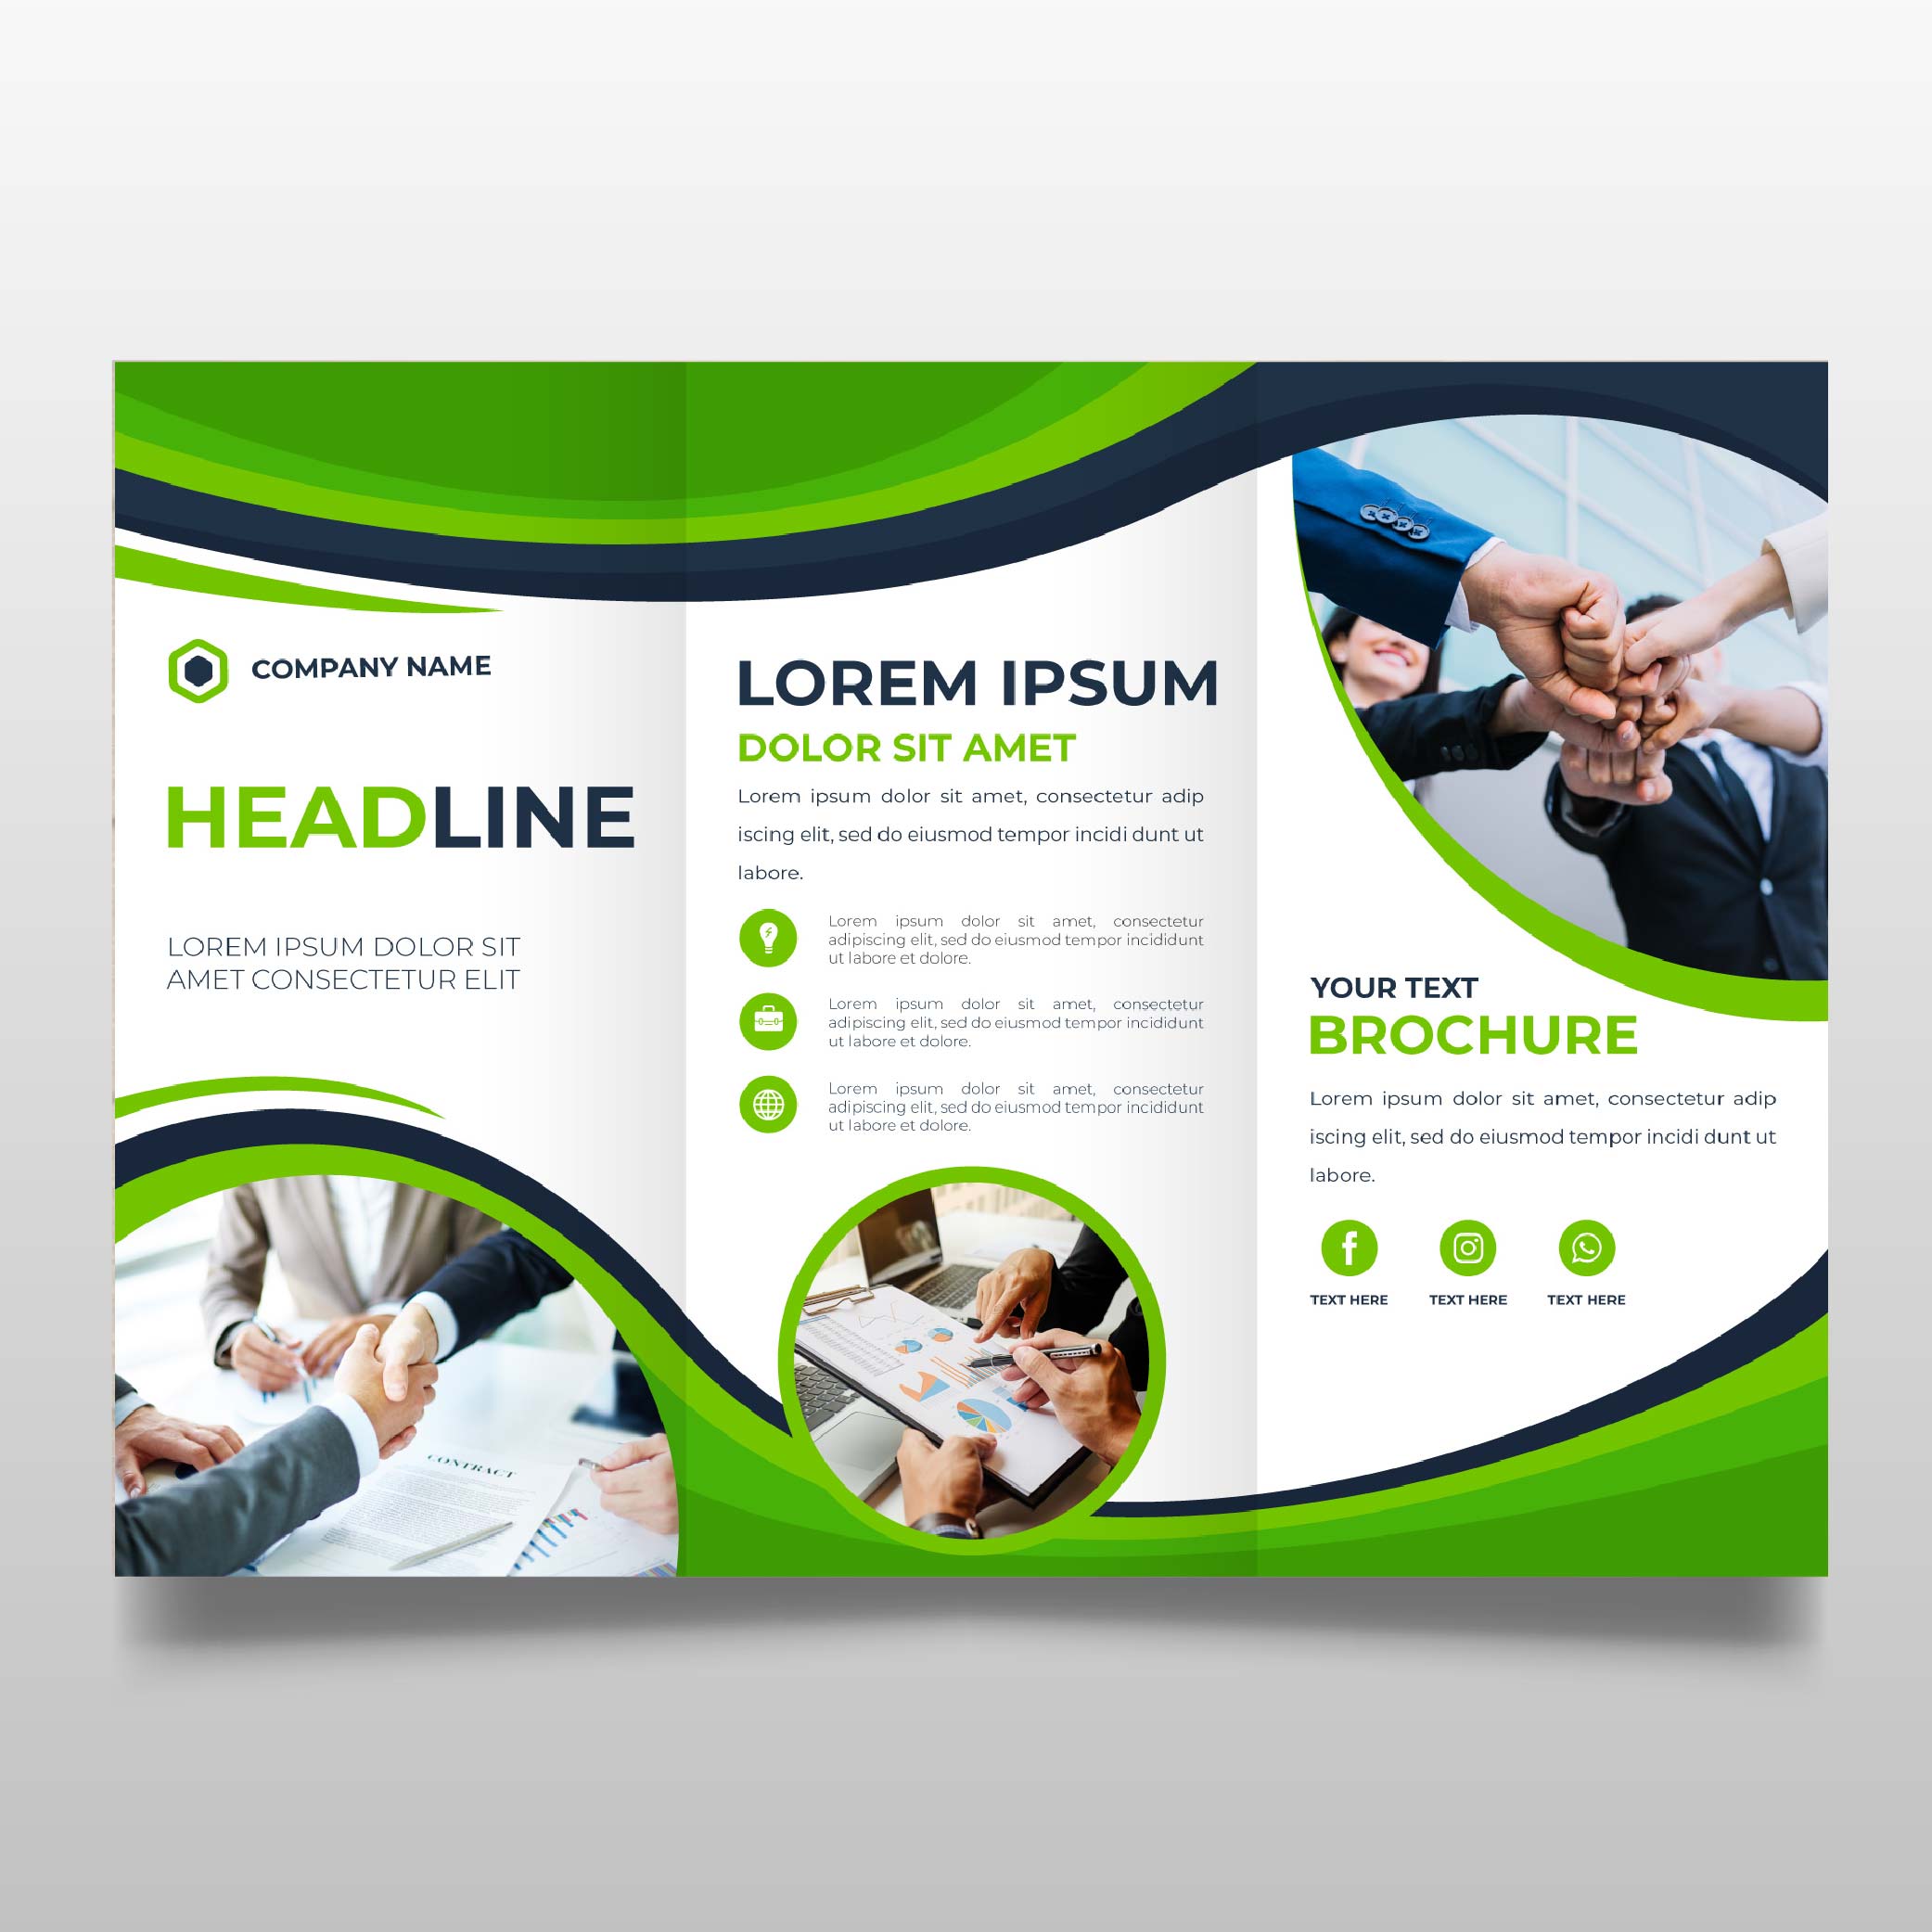 COMPANY NAME
HEADLINE
LOREM IPSUM DOLOR SIT
AMET CONSECTETUR ELIT
CONTRACT
LOREM IPSUM
DOLOR SIT AMET
Lorem ipsum dolor sit amet, consectetur adip
iscing elit, sed do eiusmod tempor incidi dunt ut
labore.
Lorem ipsum dolor sit amet, consectetur
adipiscing elit, sed do eiusmod tempor incididunt
ut labore et dolore.
Lorem ipsum dolor sit amet, consectetur
adipiscing elit, sed do eiusmod tempor incididunt
ut labore et dolore.
Lorem ipsum dolor sit amet, consectetur
adipiscing elit, sed do eiusmod tempor incididunt
ut labore et dolore.
YOUR TEXT
BROCHURE
Lorem ipsum dolor sit amet, consectetur adip
iscing elit, sed do eiusmod tempor incidi dunt ut
labore.
TEXT HERE TEXT HERE TEXT HERE